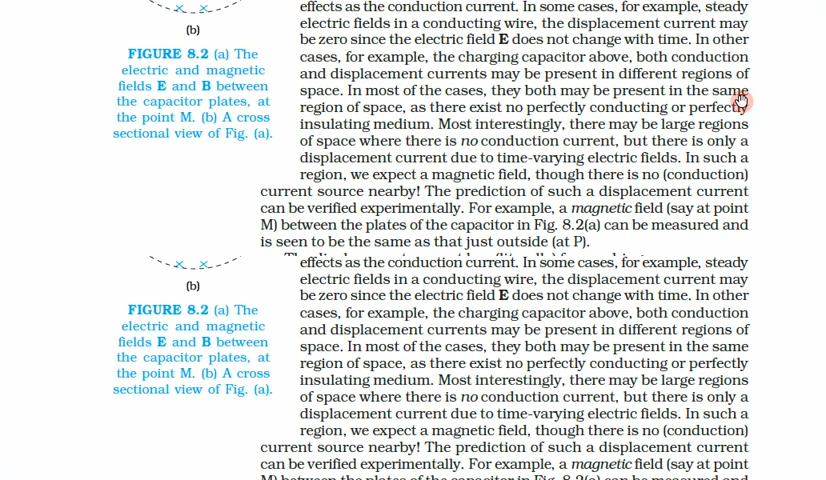 effects as the conduction current. In some cases, for example, steady
electric fields in a conducting wire, the displacement current may
be zero since the electric field E does not change with time. In other
cases, for example, the charging capacitor above, both conduction
and displacement currents may be present in different regions of
space. In most of the cases, they both may be present in the same
region of space, as there exist no perfectly conducting or perfectly
insulating medium. Most interestingly, there may be large regions
of space where there is no conduction current, but there is only a
displacement current due to time-varying electric fields. In such a
region, we expect a magnetic field, though there is no (conduction)
current source nearby! The prediction of such a displacement current
can be verified experimentally. For example, a magnetic field (say at point
M) between the plates of the capacitor in Fig. 8.2(a) can be measured and
is seen to be the same as that just outside (at P).
(b)
FIGURE 8.2 (a) The
electric and magnetic
fields E and B between
the capacitor plates, at
the point M. (b) A cross
sectional view of Fig. (a).
effects as the conduction current. In some cases, for example, steady
electric fields in a conducting wire, the displacement current may
be zero since the electric field E does not change with time. In other
cases, for example, the charging capacitor above, both conduction
and displacement currents may be present in different regions of
space. In most of the cases, they both may be present in the same
region of space, as there exist no perfectly conducting or perfectly
insulating medium. Most interestingly, there may be large regions
of space where there is no conduction current, but there is only a
displacement current due to time-varying electric fields. In such a
region, we expect a magnetic field, though there is no (conduction)
current source nearby! The prediction of such a displacement current
can be verified experimentally. For example, a magnetic field (say at point
M) between the plates of the capacitor in Fig. 8.2(a) can be measured and
(b)
FIGURE 8.2 (a) The
electric and magnetic
fields E and B between
the capacitor plates, at
the point M. (b) A cross
sectional view of Fig. (a).